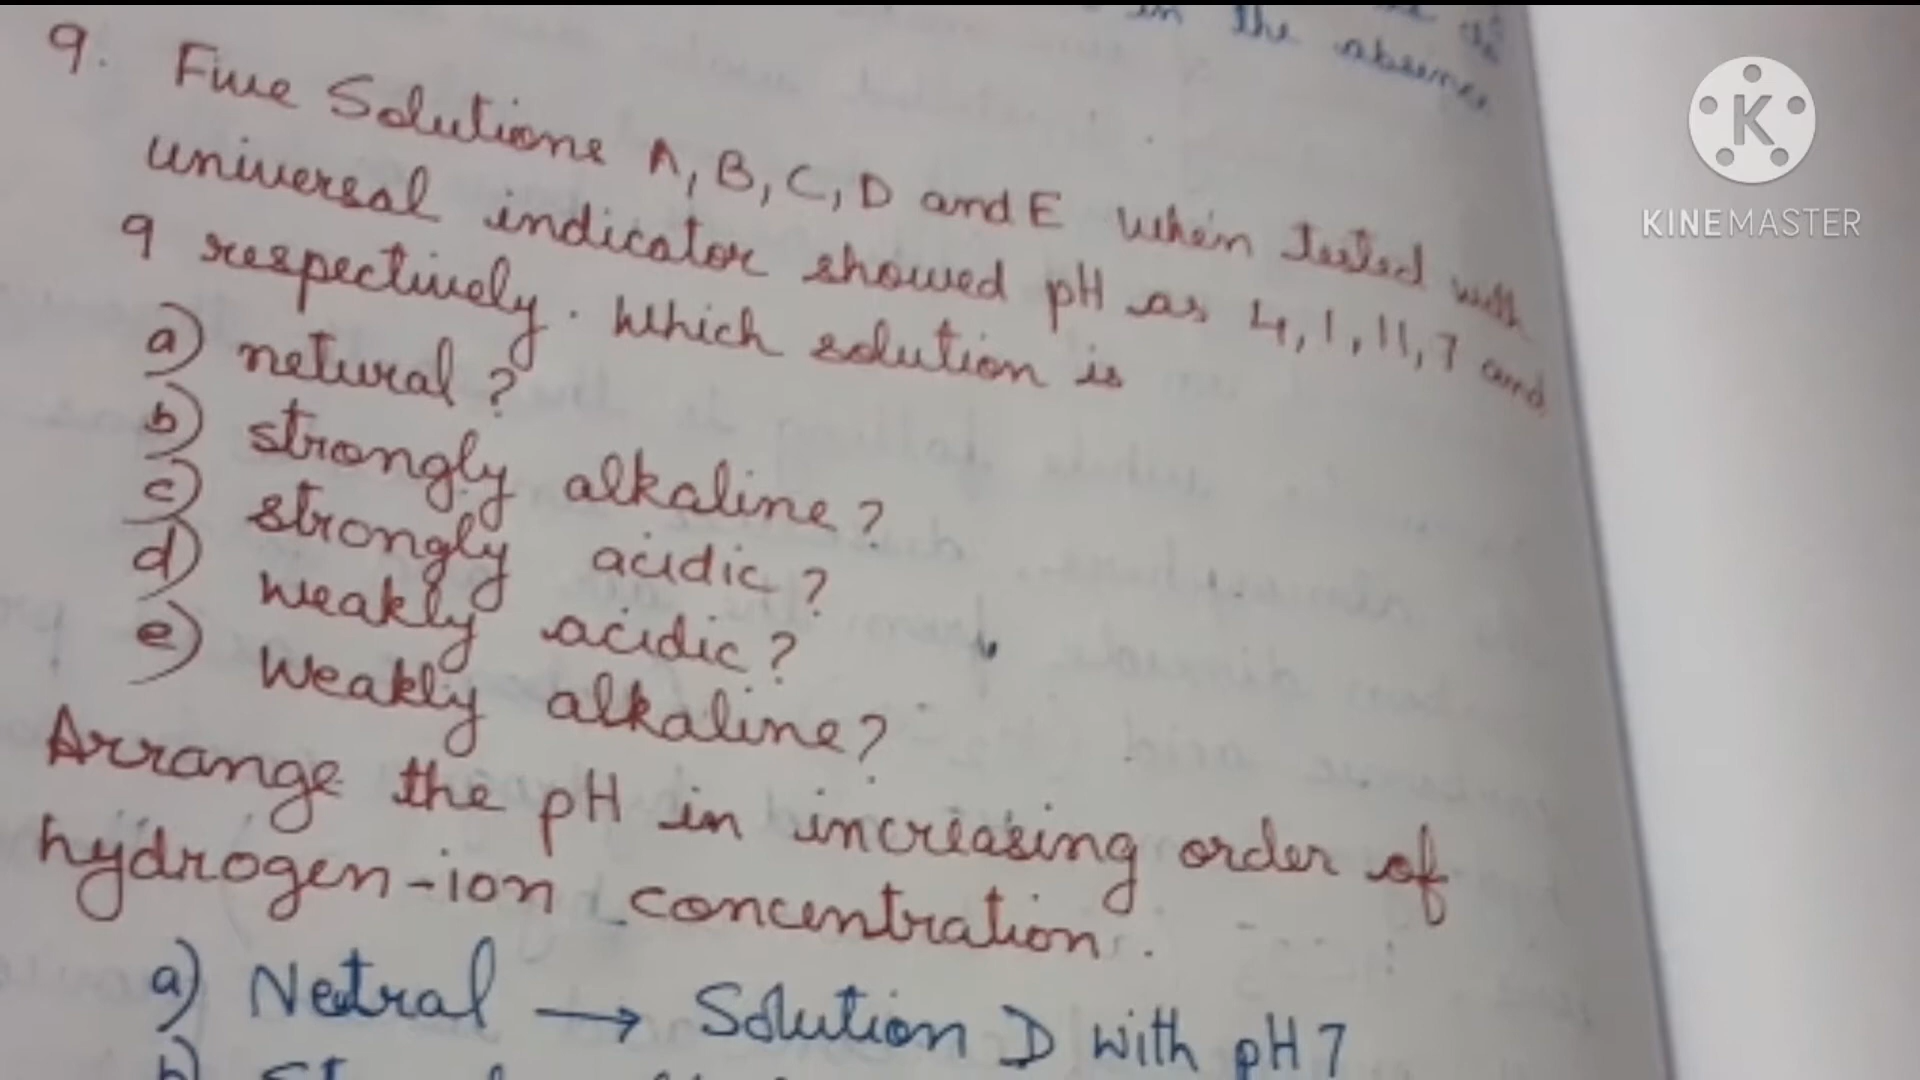 in the absence
9. Five Solutions A, B, C, D and E when tested with
universal indicator showed pH as 4, 1, 11, 7 and
9 respectively. Which solution is
a) netural?
b) strongly alkaline?
c) strongly acidic?
d) weakly acidic?
e) weakly alkaline?
Arrange the pH in increasing order of
hydrogen-ion concentration.
a) Netral → Solution D with pH 7
b)
KINEMASTER